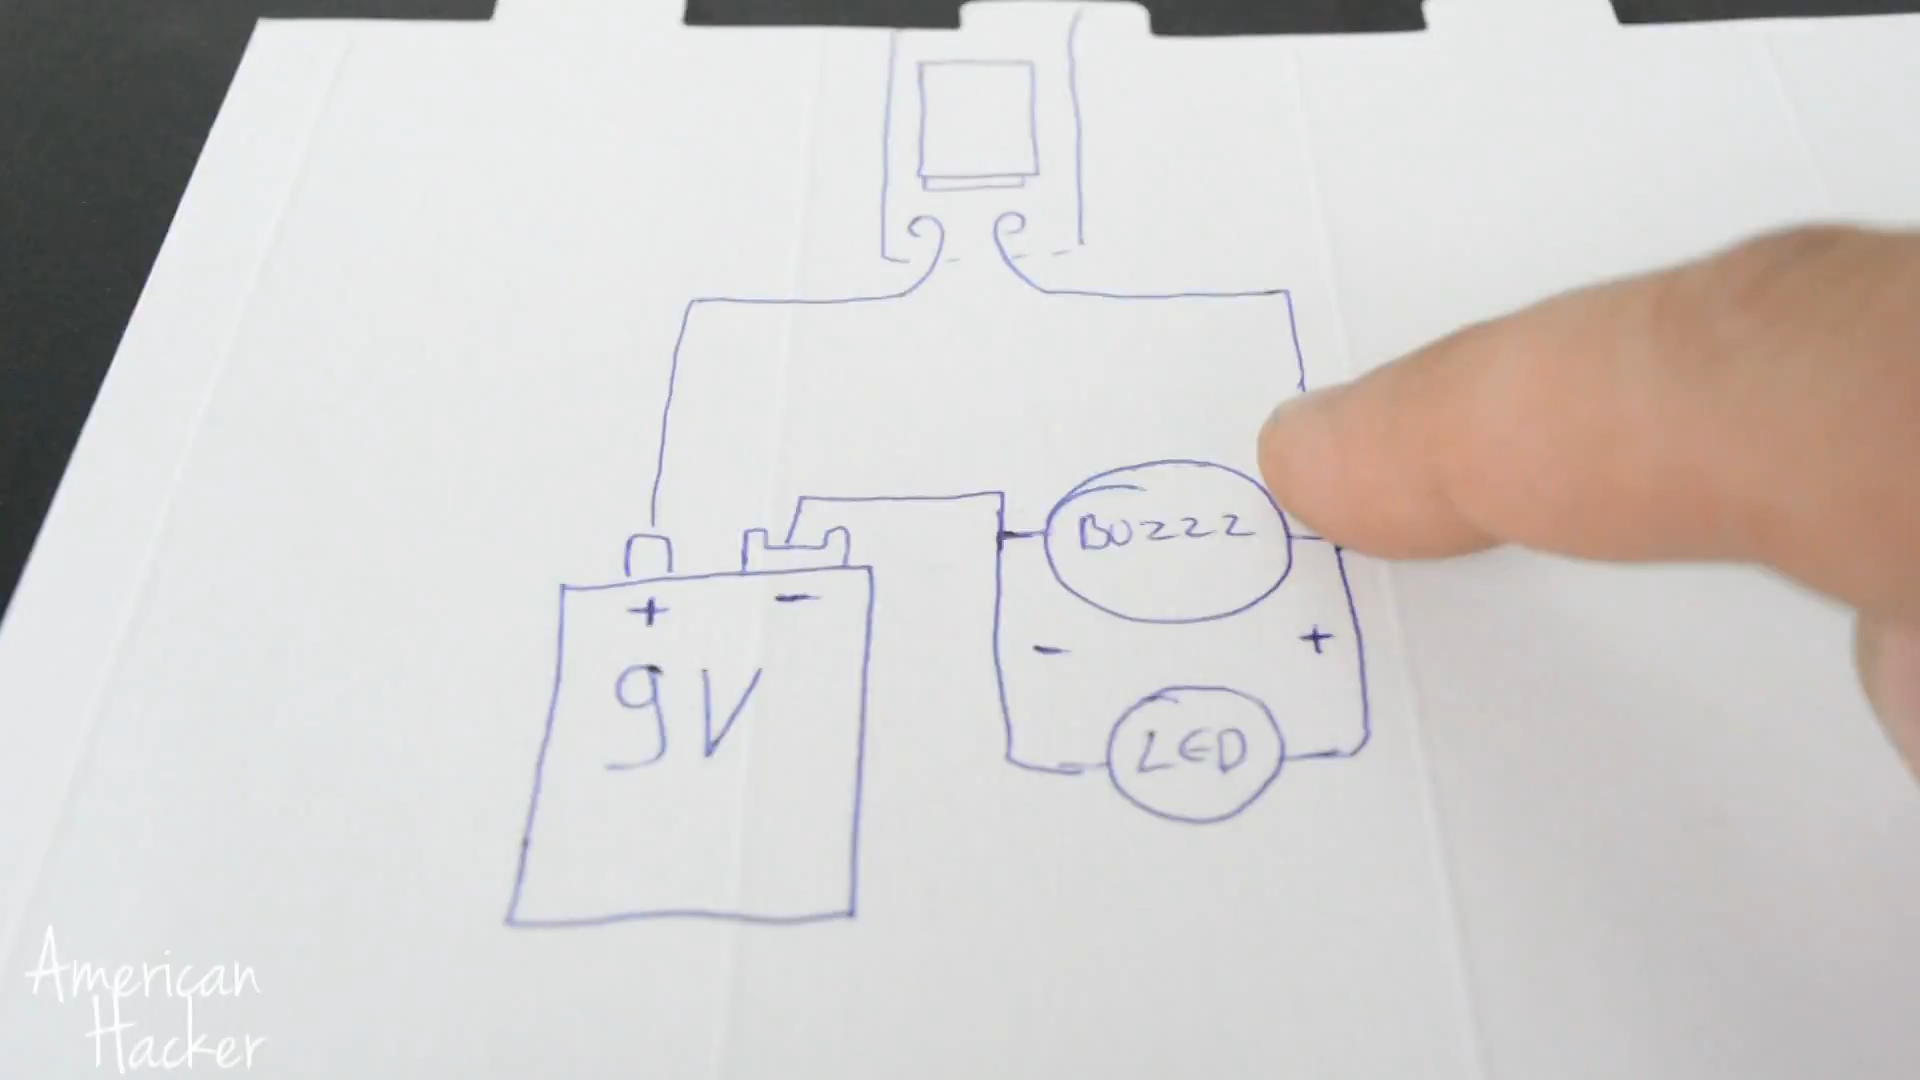 BUZZZ
+ -
- +
9V
LED
American
Hacker